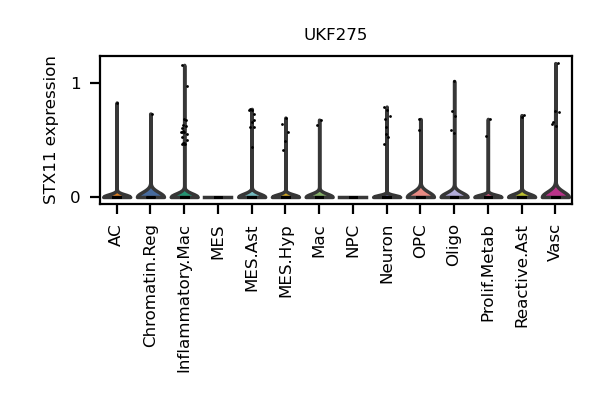 UKF275
STX11 expression
1
0
AC
Chromatin.Reg
Inflammatory.Mac
MES
MES.Ast
MES.Hyp
Mac
NPC
Neuron
OPC
Oligo
Prolif.Metab
Reactive.Ast
Vasc